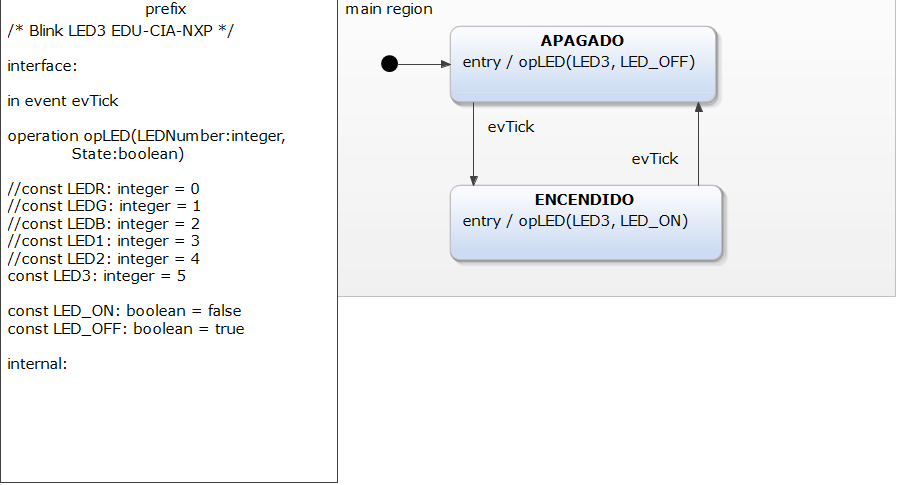 prefix
/* Blink LED3 EDU-CIA-NXP */
interface:
in event evTick
operation opLED(LEDNumber:integer,
State:boolean)
//const LEDR: integer = 0
//const LEDG: integer = 1
//const LEDB: integer = 2
//const LED1: integer = 3
//const LED2: integer = 4
const LED3: integer = 5
const LED_ON: boolean = false
const LED_OFF: boolean = true
internal:
main region
APAGADO
entry / opLED(LED3, LED_OFF)
evTick
evTick
ENCENDIDO
entry / opLED(LED3, LED_ON)